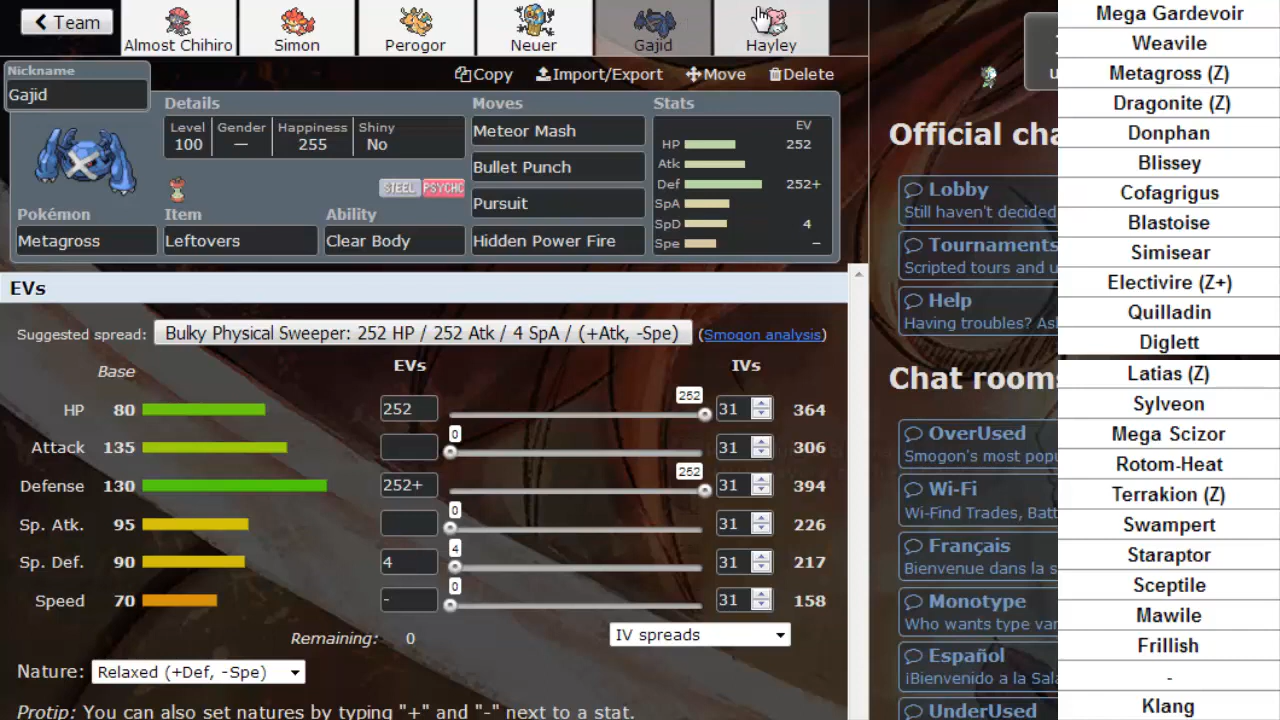 Team
Almost Chihiro
Simon
Perogor
Neuer
Gajid
Hayley
Nickname
Gajid
Copy
Import/Export
Move
Delete
Details
Level
188
Gender
—
Happiness
255
Shiny
No
STEEL PSYCHC
Pokémon
Metagross
Item
Leftovers
Ability
Clear Body
Moves
Meteor Mash
Bullet Punch
Pursuit
Hidden Power Fire
Stats
EV
HP 252
Atk
Def 252+
SpA
SpD 4
Spe –
EVs
Suggested spread: Bulky Physical Sweeper: 252 HP / 252 Atk / 4 SpA / (+Atk, -Spe) (Smogon analysis)
Base EVs IVs
HP 80 252 252 31 364
Attack 135 0 31 306
Defense 130 252+ 252 31 394
Sp. Atk. 95 0 31 226
Sp. Def. 90 4 4 31 217
Speed 70 - 0 31 158
Remaining: 0
IV spreads
Nature: Relaxed (+Def, -Spe)
Protip: You can also set natures by typing "+" and "-" next to a stat.
Official cha
Lobby
Still haven't decided
Tournaments
Scripted tours and u
Help
Having troubles? Ask
Chat rooms
OverUsed
Smogon's most popu
Wi-Fi
Wi-Find Trades, Batt
Français
Bienvenue dans la s
Monotype
Who wants type var
Español
¡Bienvenido a la Sala
UnderUsed
Mega Gardevoir
Weavile
Metagross (Z)
Dragonite (Z)
Donphan
Blissey
Cofagrigus
Blastoise
Simisear
Electivire (Z+)
Quilladin
Diglett
Latias (Z)
Sylveon
Mega Scizor
Rotom-Heat
Terrakion (Z)
Swampert
Staraptor
Sceptile
Mawile
Frillish
-
Klang